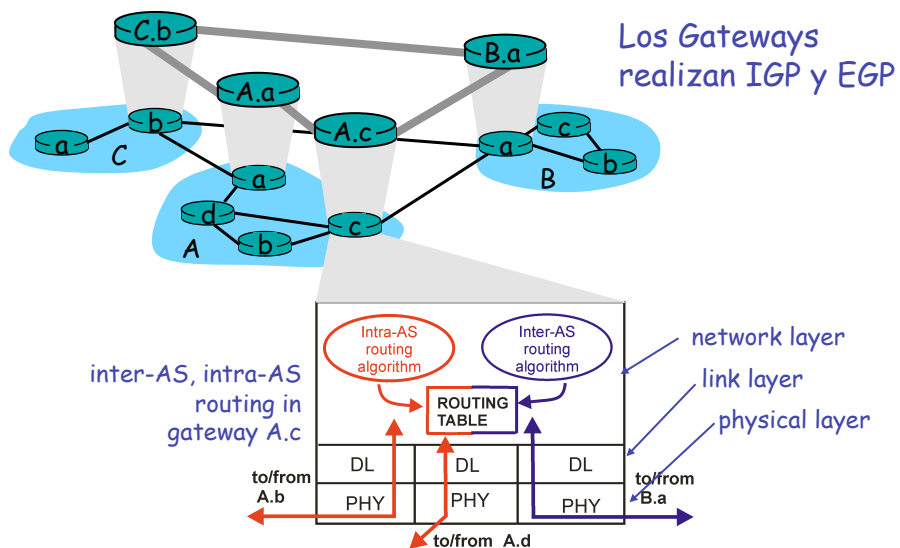 Los Gateways
realizan IGP y EGP
C.b
B.a
A.a
A.c
a
b
C
a
c
b
B
a
d
b
c
A
inter-AS, intra-AS
routing in
gateway A.c
Intra-AS
routing
algorithm
Inter-AS
routing
algorithm
ROUTING
TABLE
network layer
link layer
physical layer
DL
DL
DL
PHY
PHY
PHY
to/from
A.b
to/from
B.a
to/from A.d